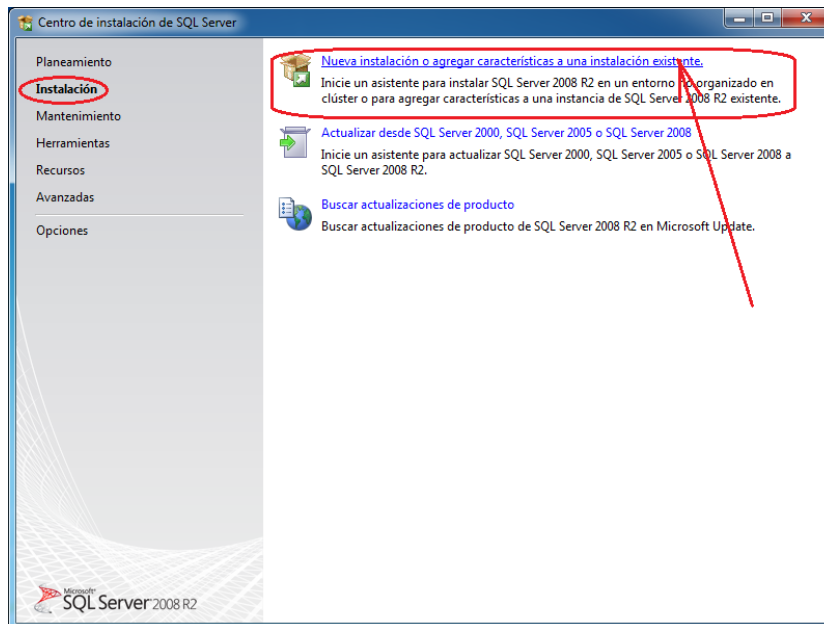 Centro de instalación de SQL Server
Planeamiento
Instalación
Mantenimiento
Herramientas
Recursos
Avanzadas
Opciones
Nueva instalación o agregar características a una instalación existente.
Inicie un asistente para instalar SQL Server 2008 R2 en un entorno no organizado en
clúster o para agregar características a una instancia de SQL Server 2008 R2 existente.
Actualizar desde SQL Server 2000, SQL Server 2005 o SQL Server 2008
Inicie un asistente para actualizar SQL Server 2000, SQL Server 2005 o SQL Server 2008 a
SQL Server 2008 R2.
Buscar actualizaciones de producto
Buscar actualizaciones de producto de SQL Server 2008 R2 en Microsoft Update.
Microsoft
SQL Server 2008 R2